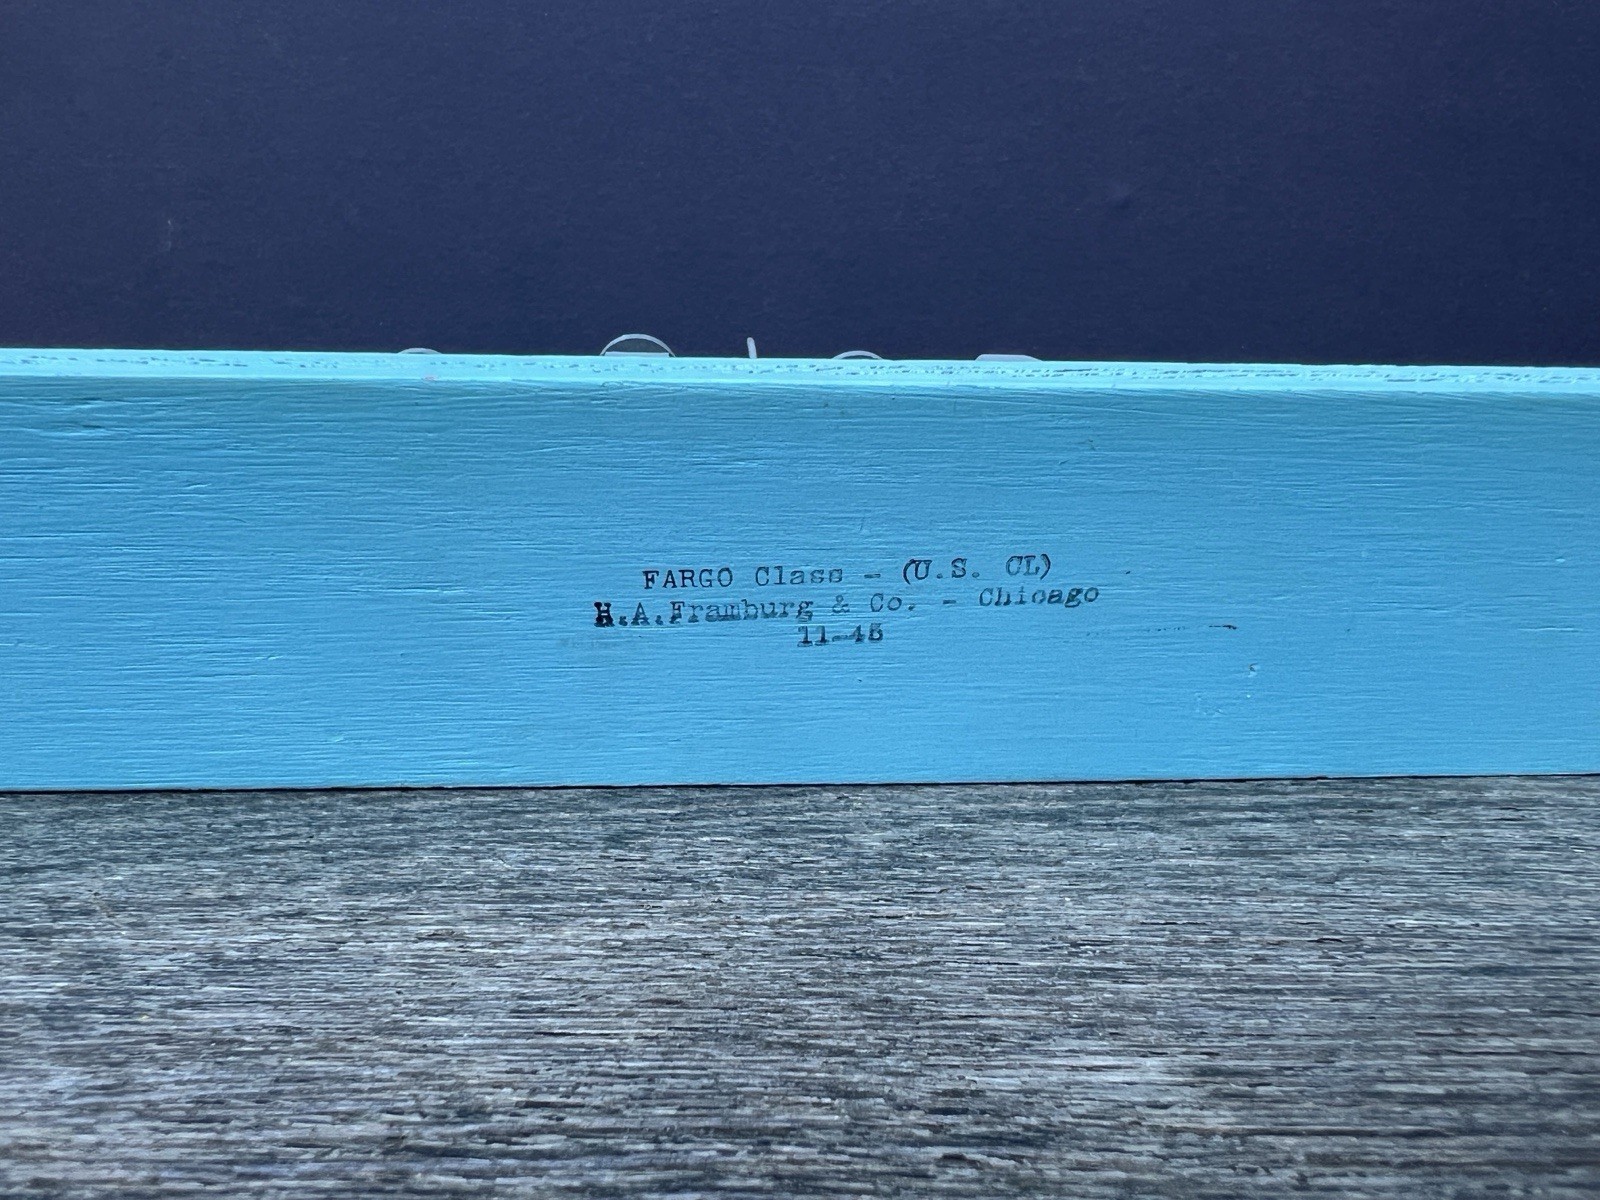 FARGO Class - (U.S. CL)
H.A.Framburg & Co. - Chicago
11-45